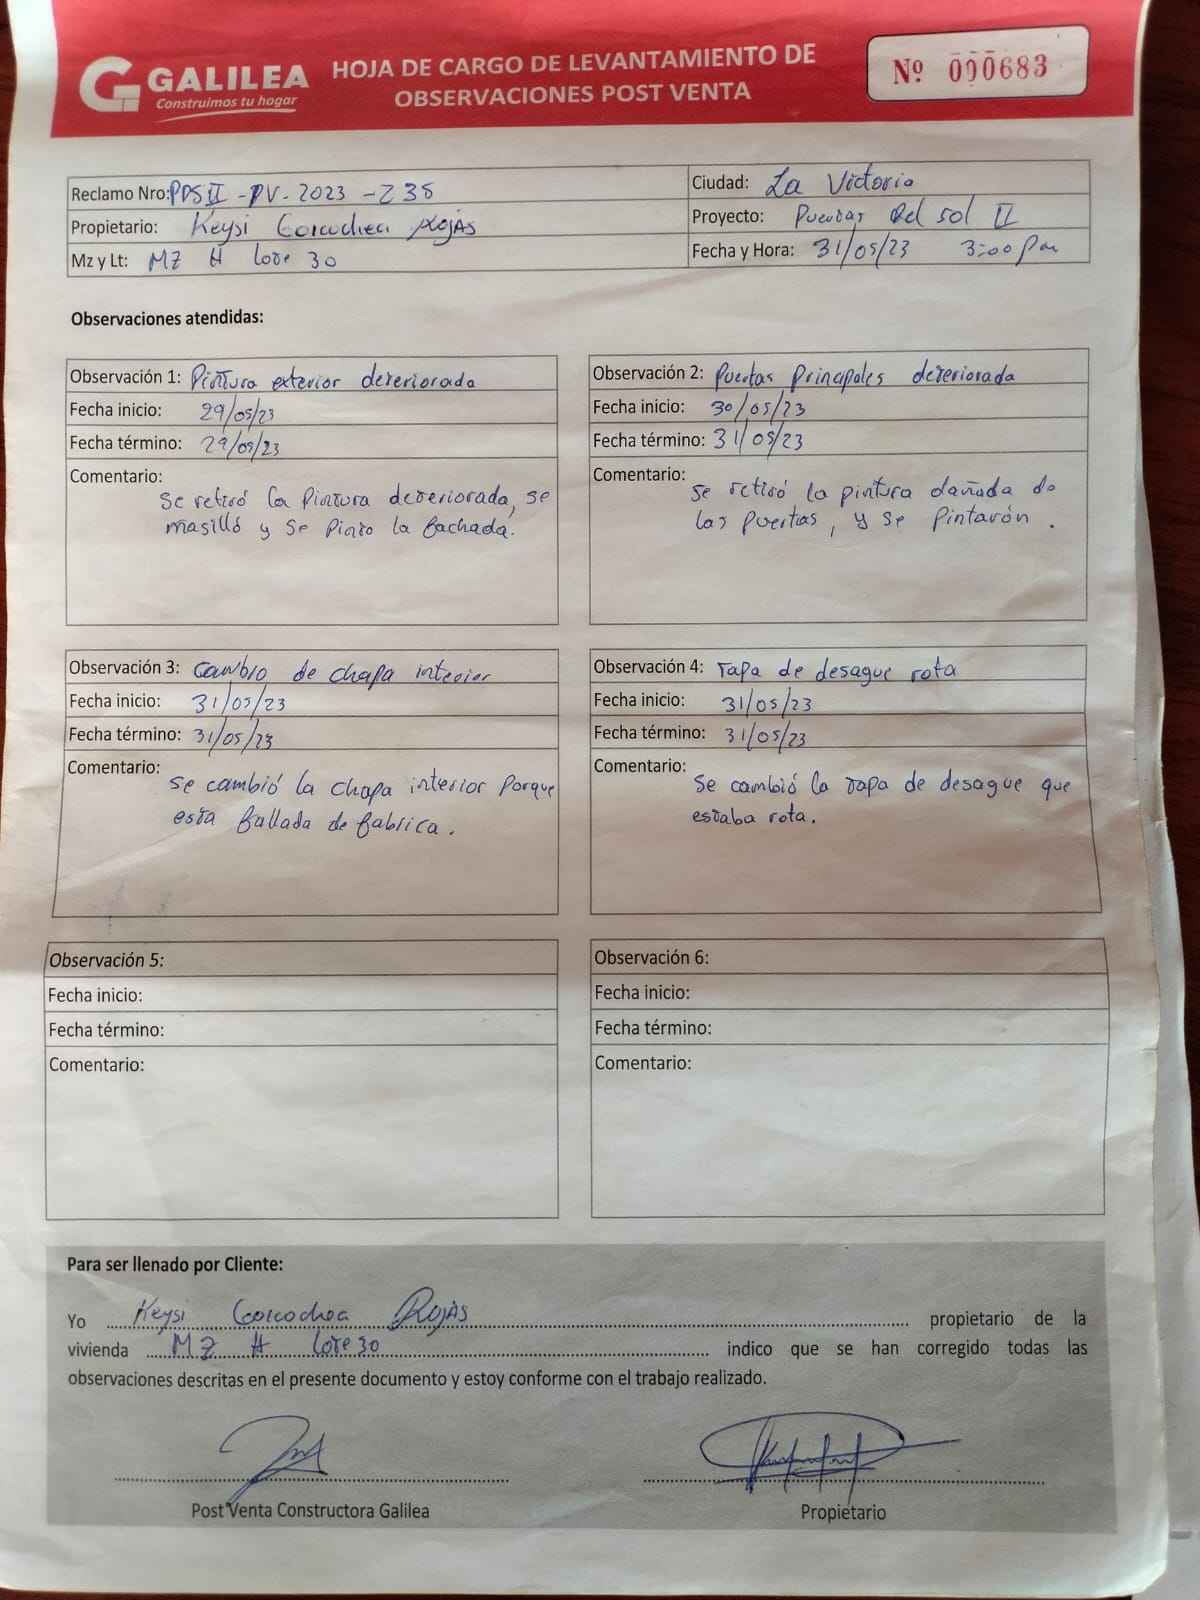 GALILEA
Construimos tu hogar
HOJA DE CARGO DE LEVANTAMIENTO DE
OBSERVACIONES POST VENTA
Nº 000683
Reclamo Nro: PDSII-PV-2023-235
Ciudad: La Victoria
Propietario: Keysi Gorcochea Rojas
Proyecto: Puertas del sol II
Mz y Lt: MZ H lote 30
Fecha y Hora: 31/05/23 3:00 pm
Observaciones atendidas:
Observación 1: Pintura exterior deteriorada
Fecha inicio: 29/05/23
Fecha término: 29/05/23
Comentario:
Se retiró la pintura deteriorada, se
masilló y se pinto la fachada.
Observación 2: Puertas Principales deteriorada
Fecha inicio: 30/05/23
Fecha término: 31/05/23
Comentario:
Se retiró la pintura dañada de
las puertas, y se pintarón.
Observación 3: Cambio de chapa interior
Fecha inicio: 31/05/23
Fecha término: 31/05/23
Comentario:
se cambió la chapa interior porque
esta fallada de fabrica.
Observación 4: Tapa de desague rota
Fecha inicio: 31/05/23
Fecha término: 31/05/23
Comentario:
Se cambió la tapa de desague que
estaba rota.
Observación 5:
Fecha inicio:
Fecha término:
Comentario:
Observación 6:
Fecha inicio:
Fecha término:
Comentario:
Para ser llenado por Cliente:
Yo Keysi Gorcochea Rojas propietario de la
vivienda MZ H lote 30 indico que se han corregido todas las
observaciones descritas en el presente documento y estoy conforme con el trabajo realizado.
Post Venta Constructora Galilea
Propietario